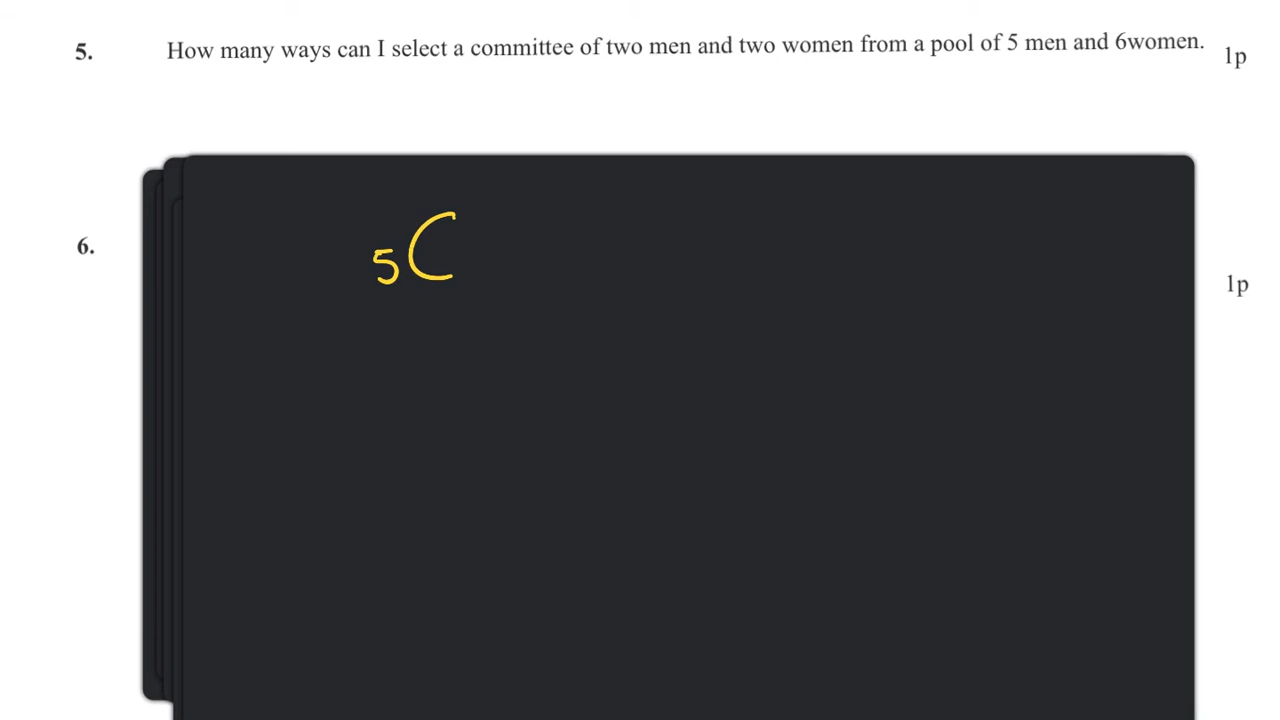 5. How many ways can I select a committee of two men and two women from a pool of 5 men and 6women. 1p
5C
6. 1p